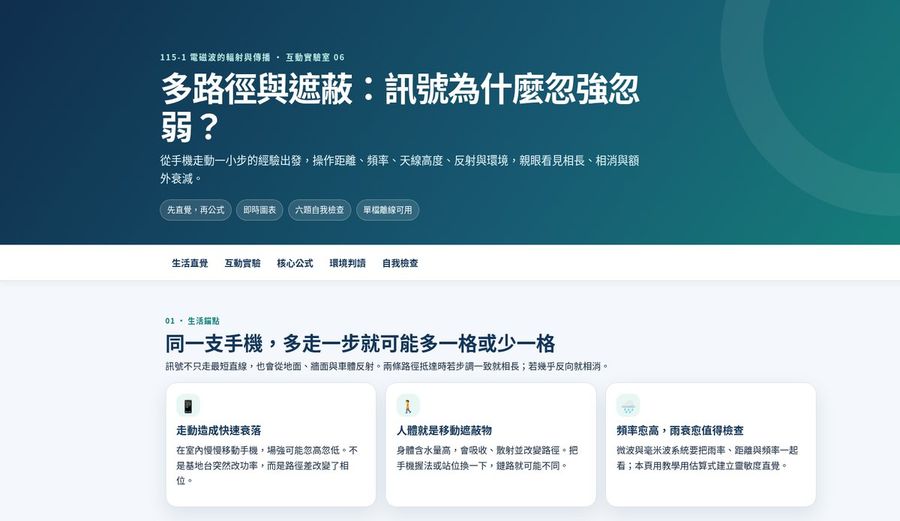 115-1 電磁波的輻射與傳播 · 互動實驗室 06
多路徑與遮蔽：訊號為什麼忽強忽
弱？
從手機走動一小步的經驗出發，操作距離、頻率、天線高度、反射與環境，親眼看見相長、相消與額
外衰減。
先直覺，再公式 即時圖表 六題自我檢查 單檔離線可用
生活直覺 互動實驗 核心公式 環境判讀 自我檢查
01 · 生活錨點
同一支手機，多走一步就可能多一格或少一格
訊號不只走最短直線，也會從地面、牆面與車體反射。兩條路徑抵達時若步調一致就相長；若幾乎反向就相消。
走動造成快速衰落
在室內慢慢移動手機，場強可能忽高忽低。不
是基地台突然改功率，而是路徑差改變了相
位。
人體就是移動遮蔽物
身體含水量高，會吸收、散射並改變路徑。把
手機握法或站位換一下，鏈路就可能不同。
頻率愈高，雨衰愈值得檢查
微波與毫米波系統要把雨率、距離與頻率一起
看；本頁用教學用估算式建立靈敏度直覺。